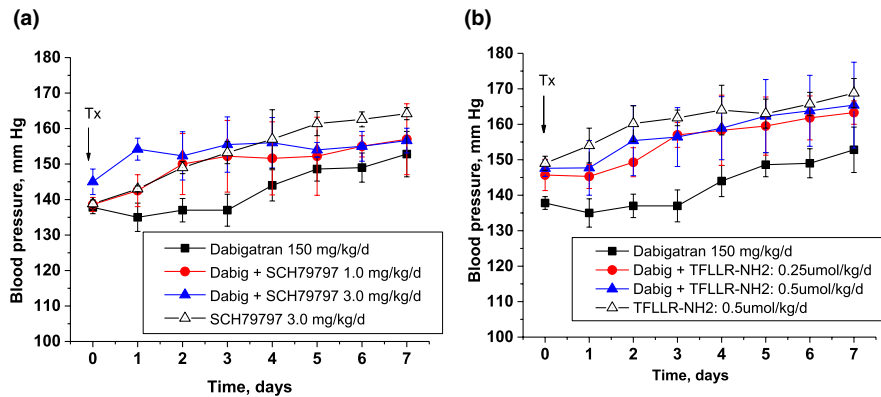 (a)
Blood pressure, mm Hg
180
170
160
150
140
130
120
110
100
Tx
Dabigatran 150 mg/kg/d
Dabig + SCH79797 1.0 mg/kg/d
Dabig + SCH79797 3.0 mg/kg/d
SCH79797 3.0 mg/kg/d
0 1 2 3 4 5 6 7
Time, days
(b)
Blood pressure, mm Hg
180
170
160
150
140
130
120
110
100
Tx
Dabigatran 150 mg/kg/d
Dabig + TFLLR-NH2: 0.25umol/kg/d
Dabig + TFLLR-NH2: 0.5umol/kg/d
TFLLR-NH2: 0.5umol/kg/d
0 1 2 3 4 5 6 7
Time, days